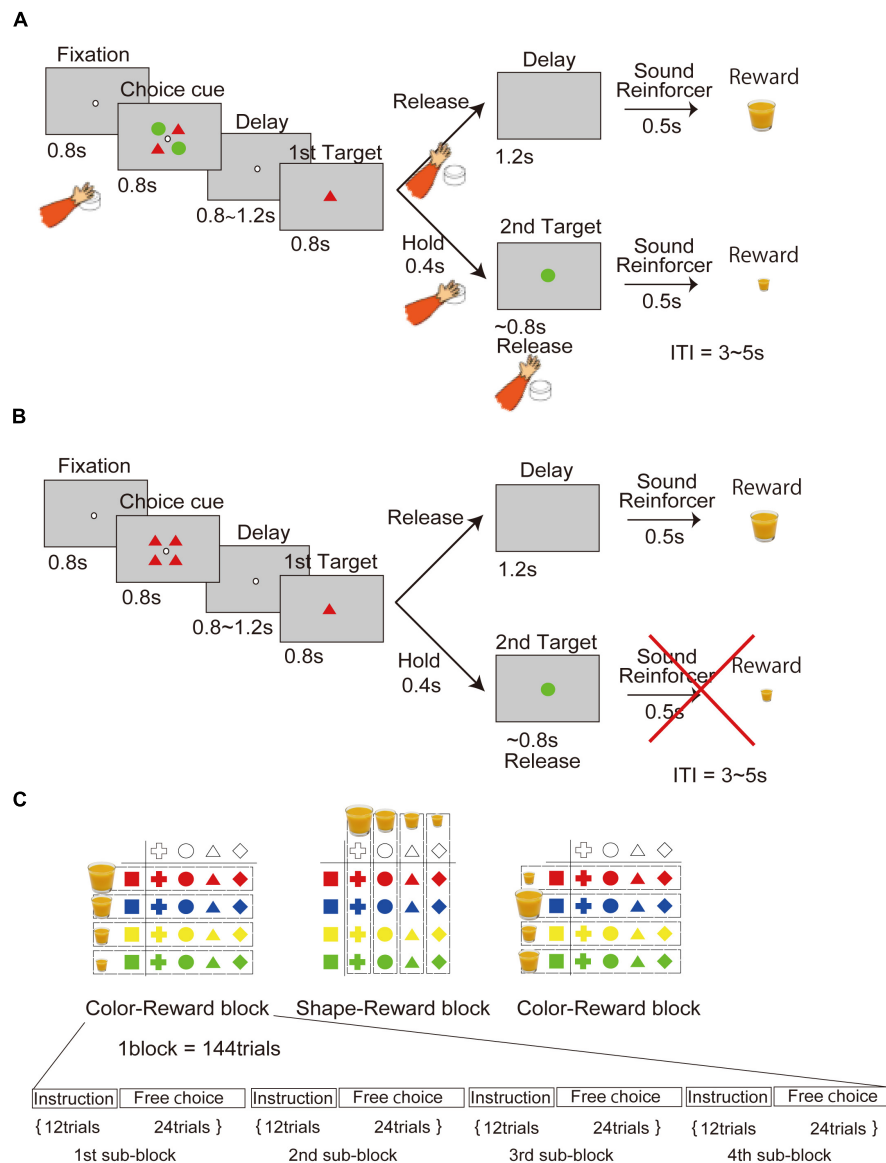 A
Fixation
0.8s
Choice cue
0.8s
Delay
0.8~1.2s
1st Target
0.8s
Release
Delay
1.2s
Sound
Reinforcer
0.5s
Reward
Hold
0.4s
2nd Target
~0.8s
Release
Sound
Reinforcer
0.5s
Reward
ITI = 3~5s
B
Fixation
0.8s
Choice cue
0.8s
Delay
0.8~1.2s
1st Target
0.8s
Release
Delay
1.2s
Sound
Reinforcer
0.5s
Reward
Hold
0.4s
2nd Target
~0.8s
Release
Sound
Reinforcer
0.5s
Reward
ITI = 3~5s
C
Color-Reward block
Shape-Reward block
Color-Reward block
1block = 144trials
Instruction Free choice Instruction Free choice Instruction Free choice Instruction Free choice
{ 12trials 24trials } { 12trials 24trials } { 12trials 24trials } { 12trials 24trials }
1st sub-block 2nd sub-block 3rd sub-block 4th sub-block